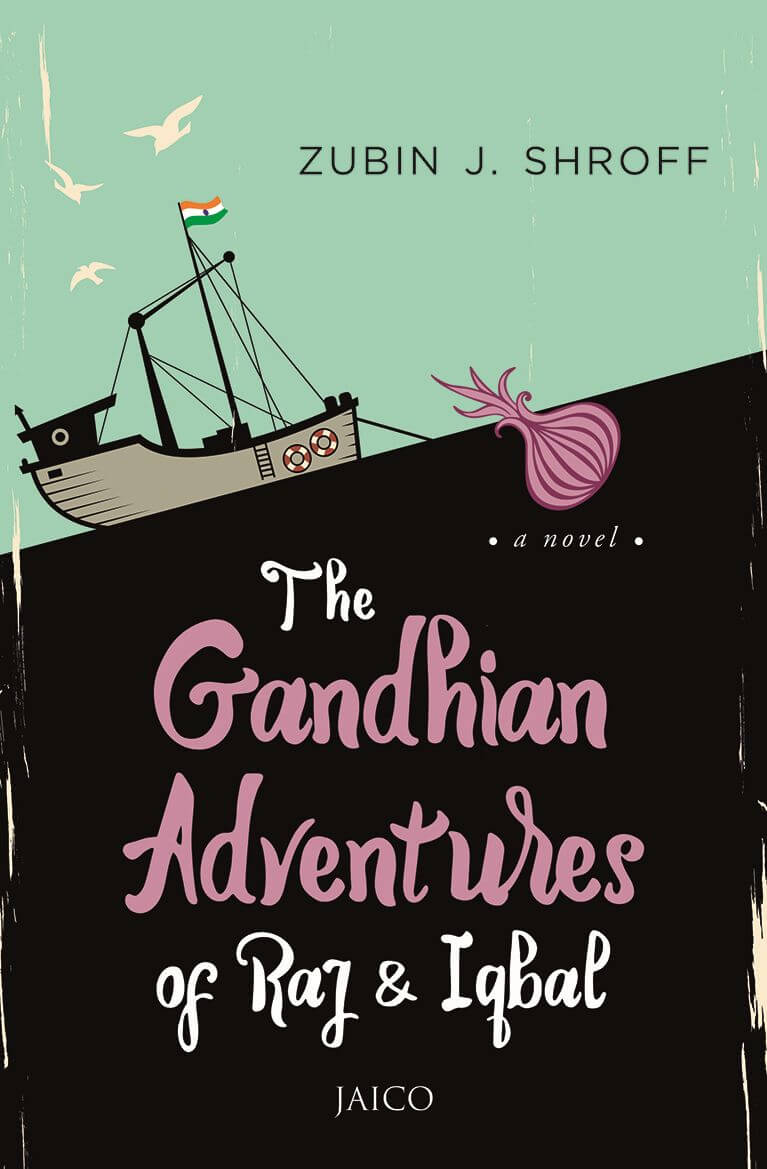 ZUBIN J. SHROFF
• a novel •
The
Gandhian
Adventures
of Raj & Iqbal
JAICO